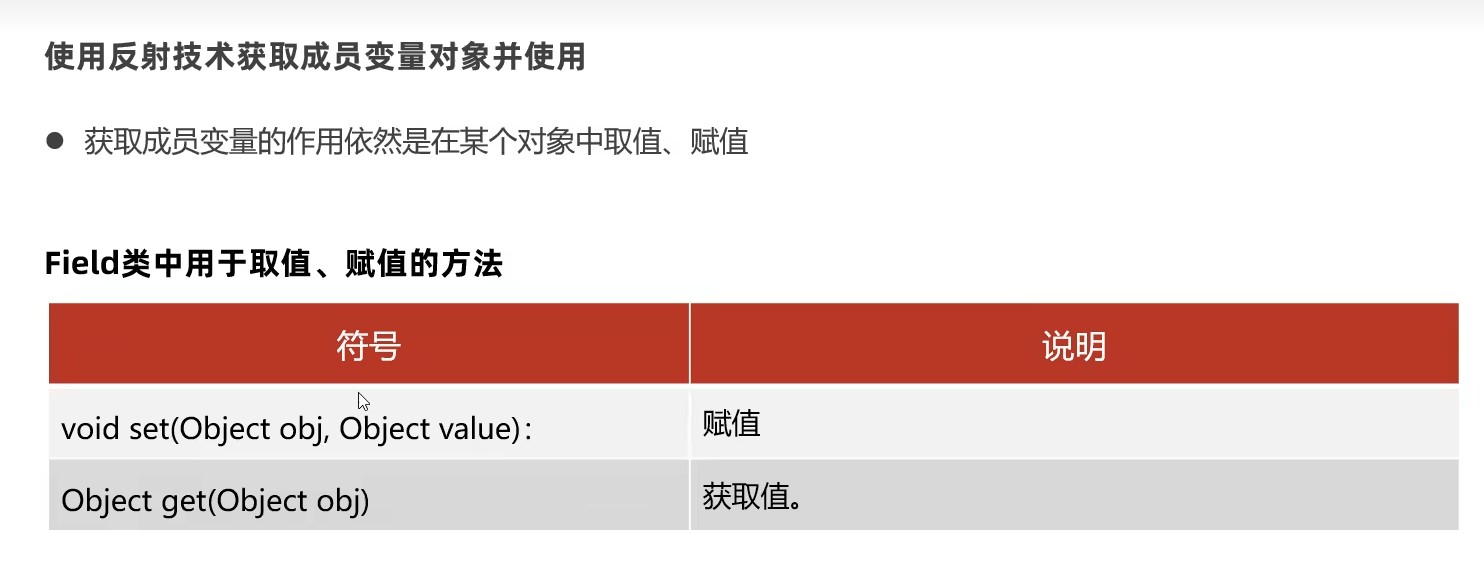 使用反射技术获取成员变量对象并使用
● 获取成员变量的作用依然是在某个对象中取值、赋值
Field类中用于取值、赋值的方法
符号 说明
void set(Object obj, Object value): 赋值
Object get(Object obj) 获取值。